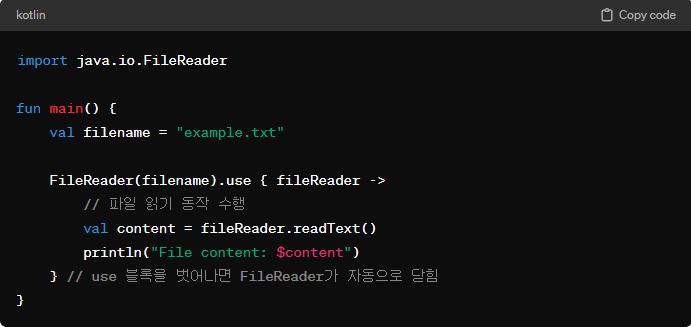 kotlin
Copy code
import java.io.FileReader
fun main() {
    val filename = "example.txt"
    FileReader(filename).use { fileReader ->
        // 파일 읽기 동작 수행
        val content = fileReader.readText()
        println("File content: $content")
    } // use 블록을 벗어나면 FileReader가 자동으로 닫힘
}